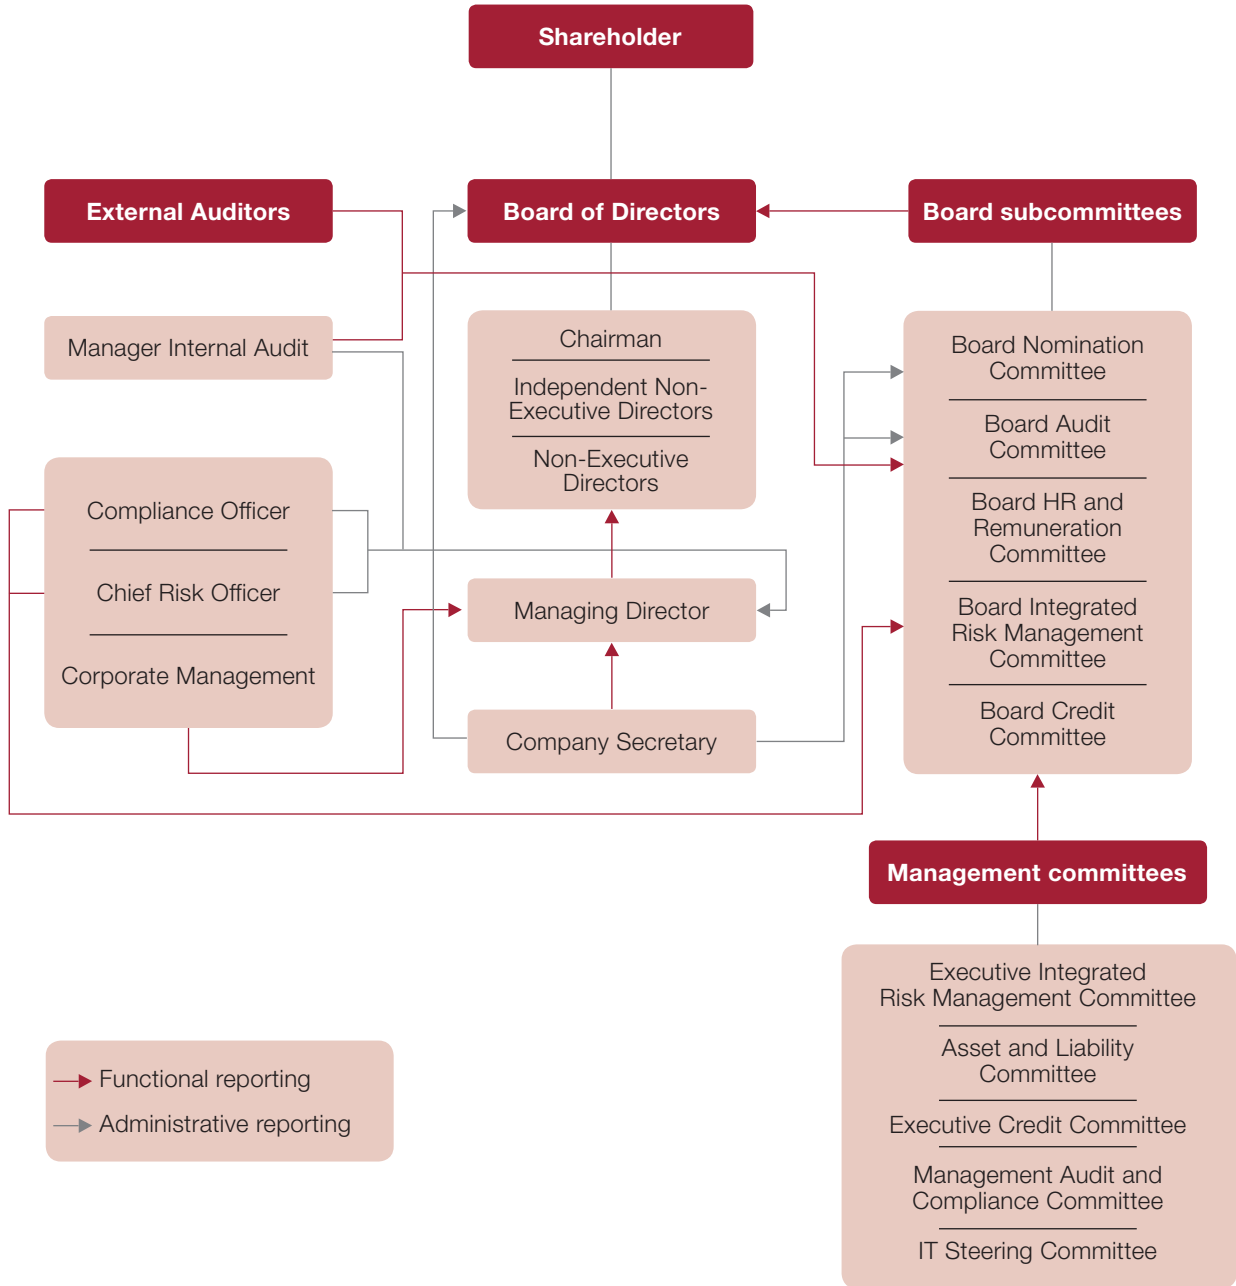 Shareholder
External Auditors
Board of Directors
Board subcommittees
Manager Internal Audit
Chairman
Independent Non-
Executive Directors
Non-Executive
Directors
Board Nomination
Committee
Board Audit
Committee
Board HR and
Remuneration
Committee
Board Integrated
Risk Management
Committee
Board Credit
Committee
Compliance Officer
Chief Risk Officer
Corporate Management
Managing Director
Company Secretary
Management committees
Executive Integrated
Risk Management Committee
Asset and Liability
Committee
Executive Credit Committee
Management Audit and
Compliance Committee
IT Steering Committee
Functional reporting
Administrative reporting